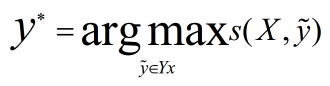 y* = arg max s(X, ỹ)
ỹ∈Yx